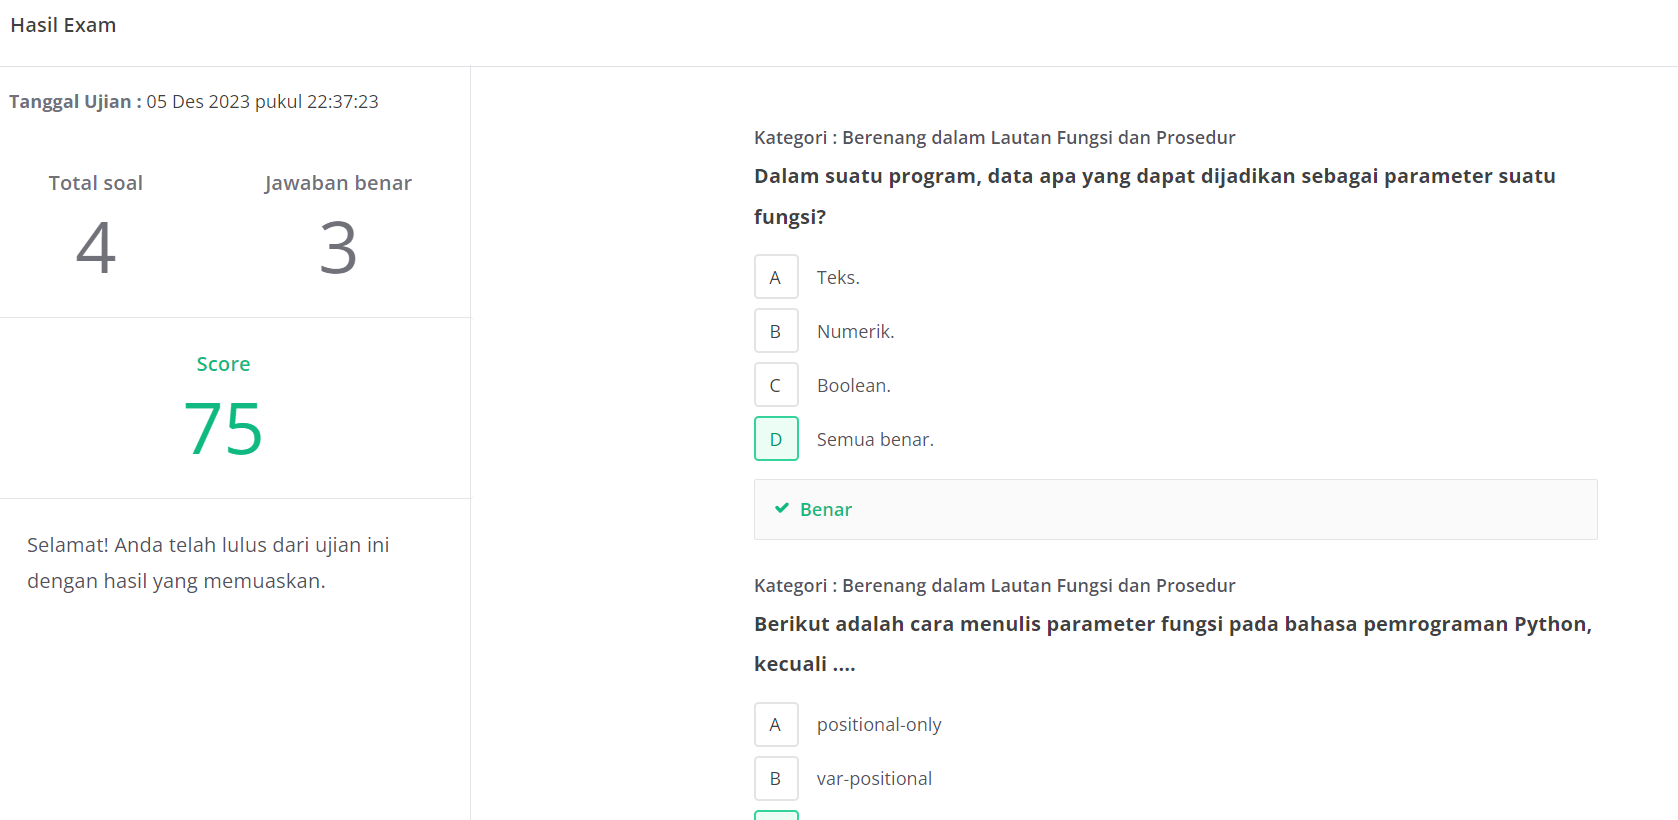 Hasil Exam
Tanggal Ujian : 05 Des 2023 pukul 22:37:23
Total soal
4
Jawaban benar
3
Score
75
Selamat! Anda telah lulus dari ujian ini
dengan hasil yang memuaskan.
Kategori : Berenang dalam Lautan Fungsi dan Prosedur
Dalam suatu program, data apa yang dapat dijadikan sebagai parameter suatu
fungsi?
A Teks.
B Numerik.
C Boolean.
D Semua benar.
Benar
Kategori : Berenang dalam Lautan Fungsi dan Prosedur
Berikut adalah cara menulis parameter fungsi pada bahasa pemrograman Python,
kecuali ....
A positional-only
B var-positional